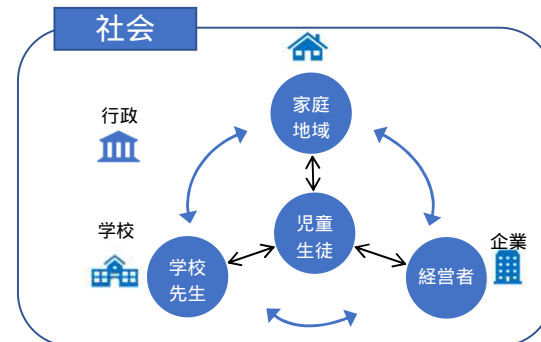 社会
家庭
地域
行政
児童
生徒
学校
学校
先生
経営者
企業